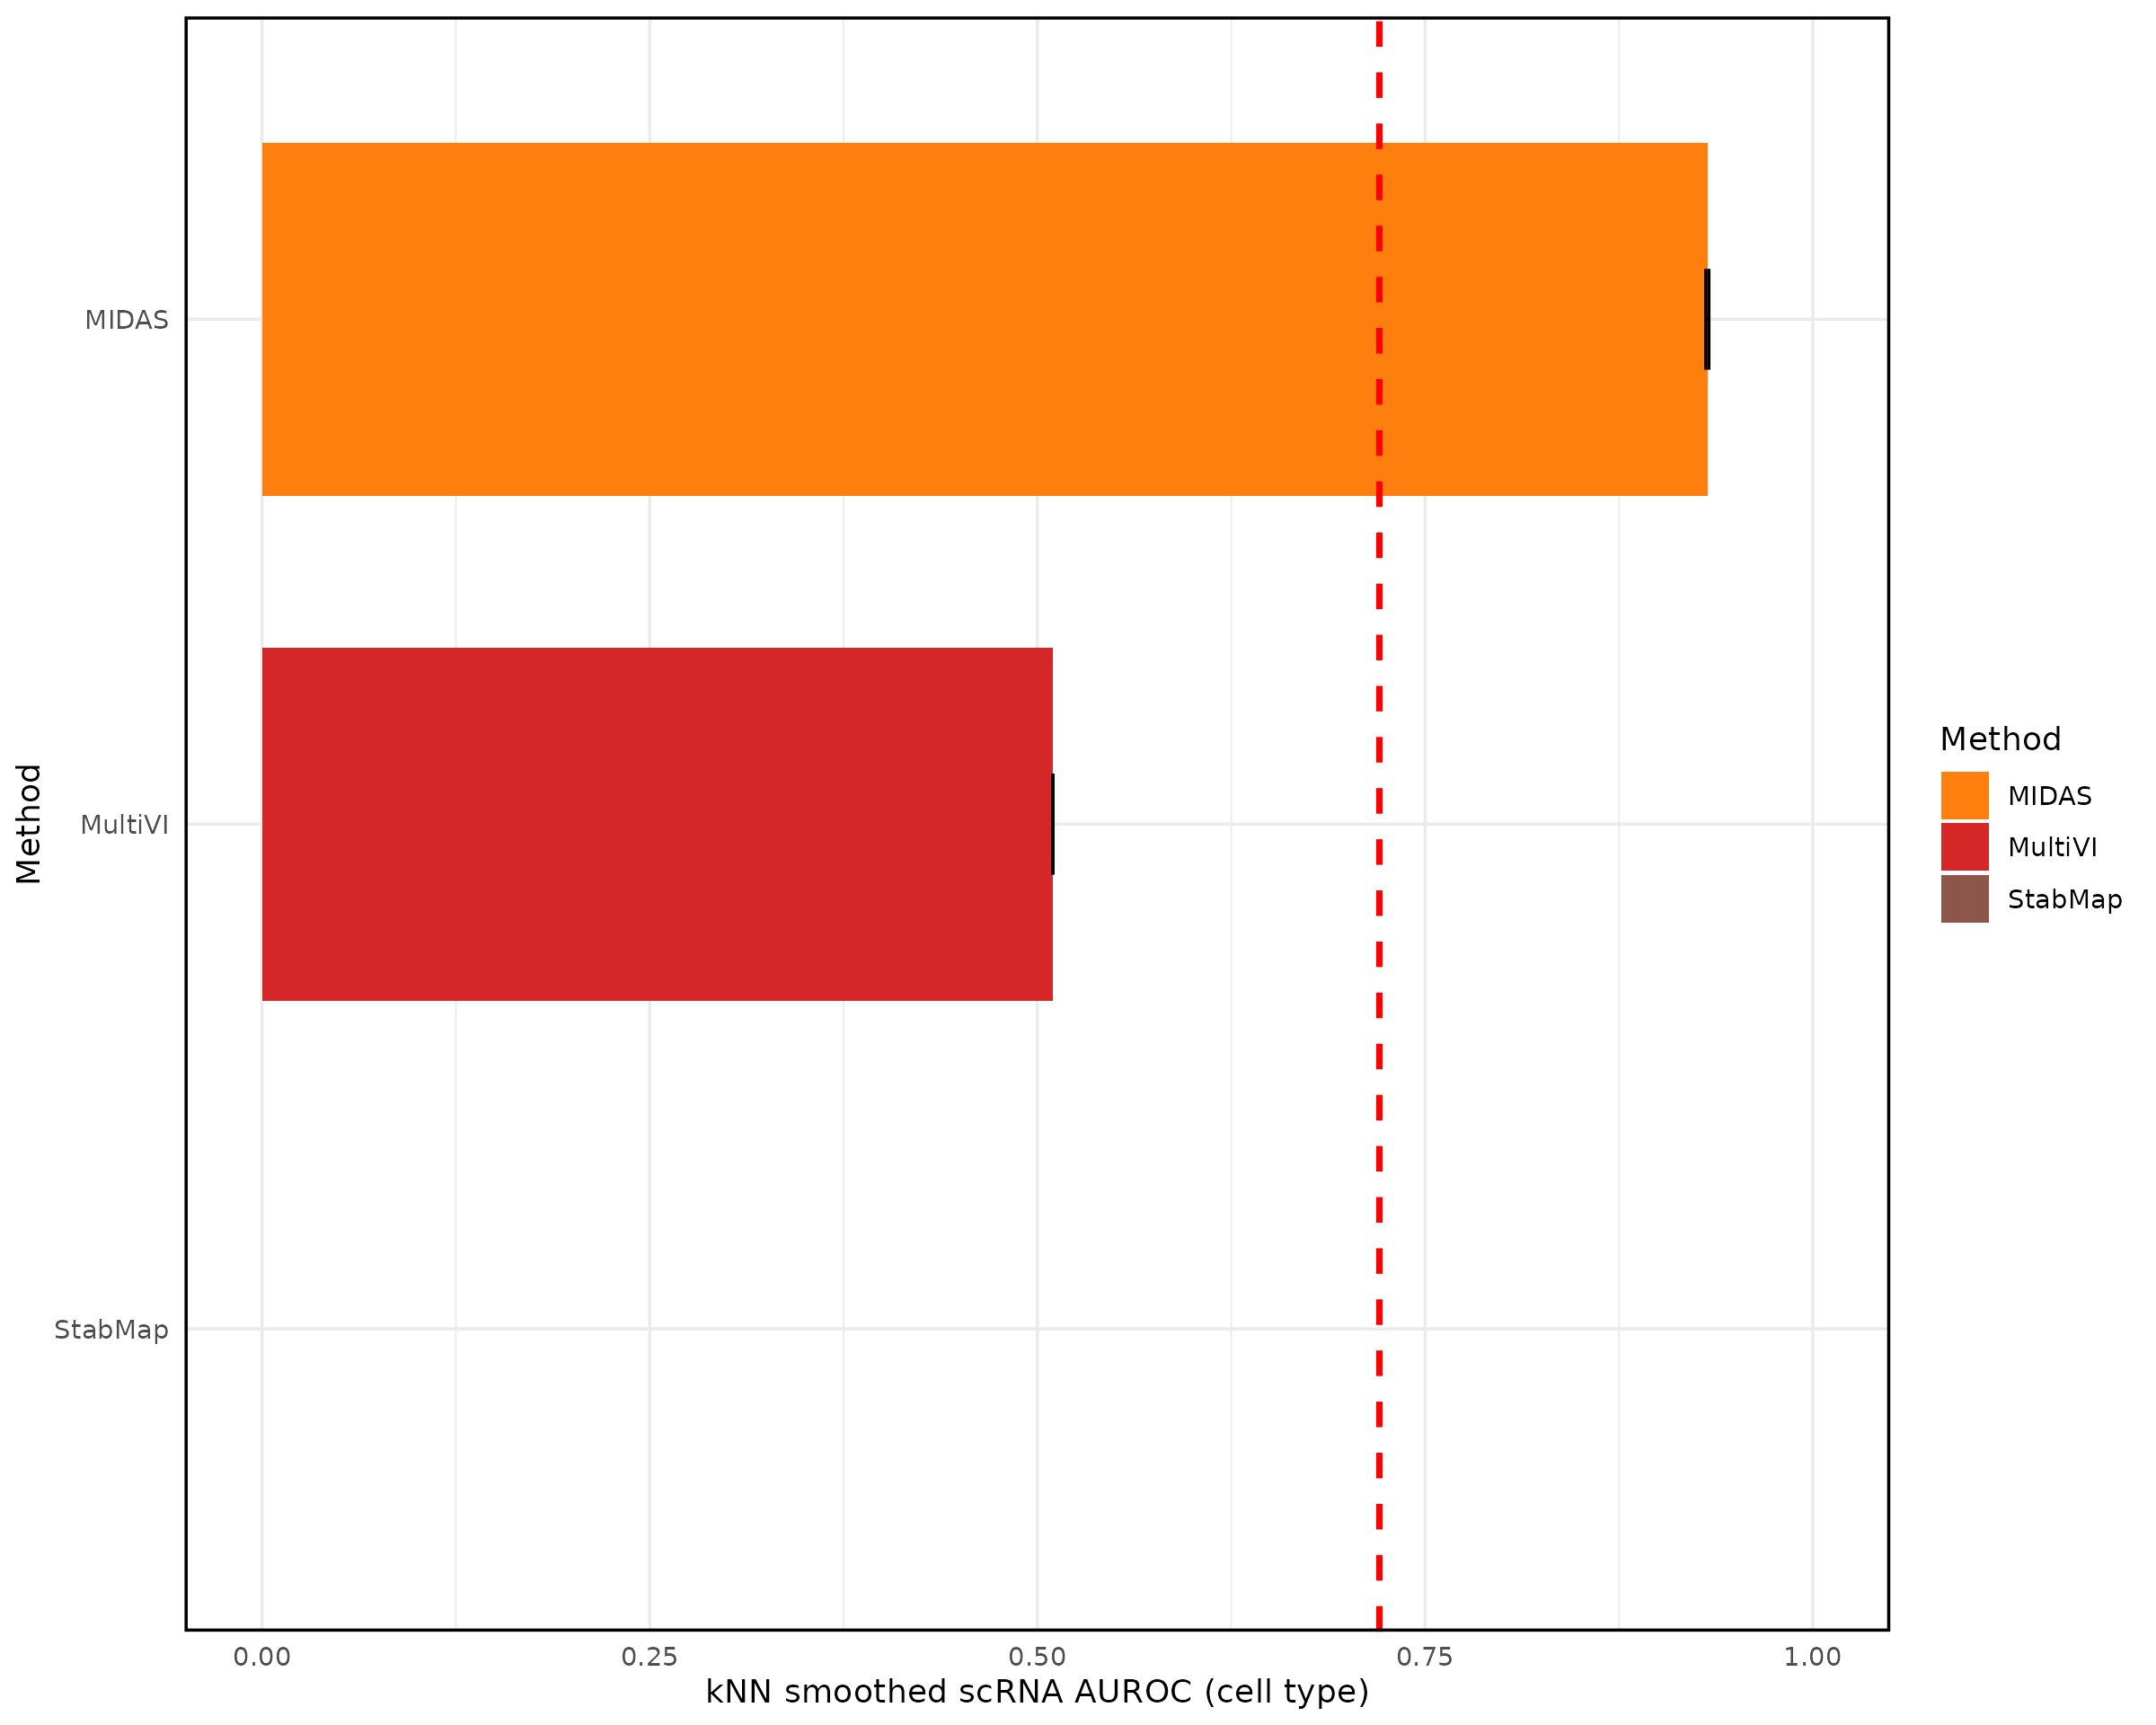 MIDAS
MultiVI
StabMap
Method
0.00 0.25 0.50 0.75 1.00
kNN smoothed scRNA AUROC (cell type)
Method
MIDAS
MultiVI
StabMap